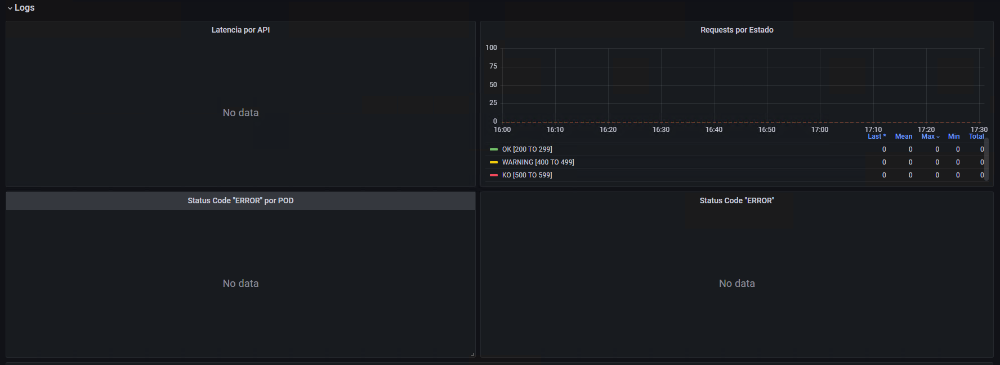 Logs
Latencia por API
No data
Requests por Estado
100
75
50
25
0
16:00 16:10 16:20 16:30 16:40 16:50 17:00 17:10 17:20 17:30
Last * Mean Max Min Total
OK [200 TO 299] 0 0 0 0 0
WARNING [400 TO 499] 0 0 0 0 0
KO [500 TO 599] 0 0 0 0 0
Status Code "ERROR" por POD
No data
Status Code "ERROR"
No data